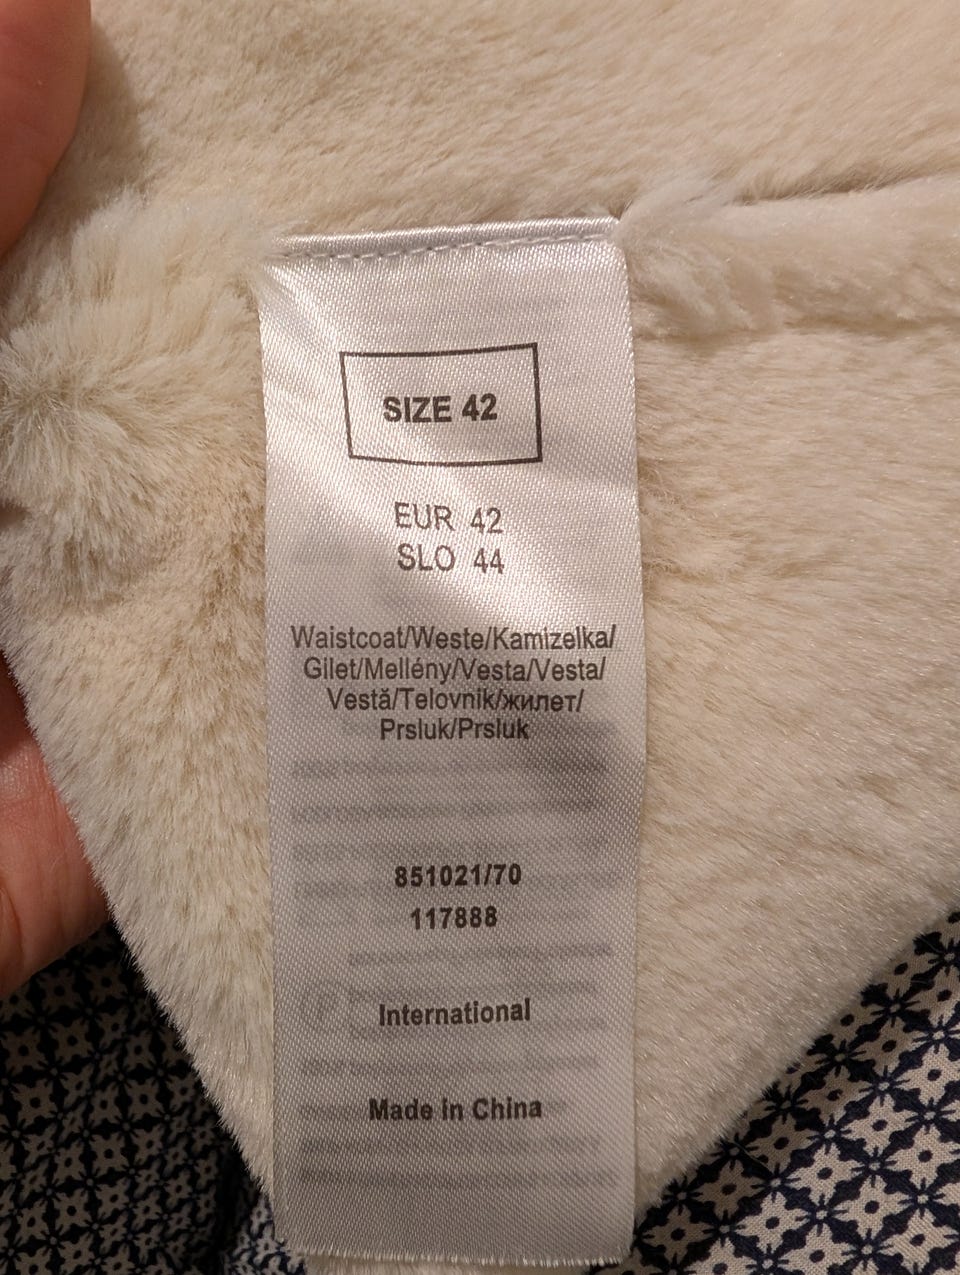 SIZE 42
EUR 42
SLO 44
Waistcoat/Weste/Kamizelka/
Gilet/Mellény/Vesta/Vesta/
Vestă/Telovnik/жилет/
Prsluk/Prsluk
851021/70
117888
International
Made in China